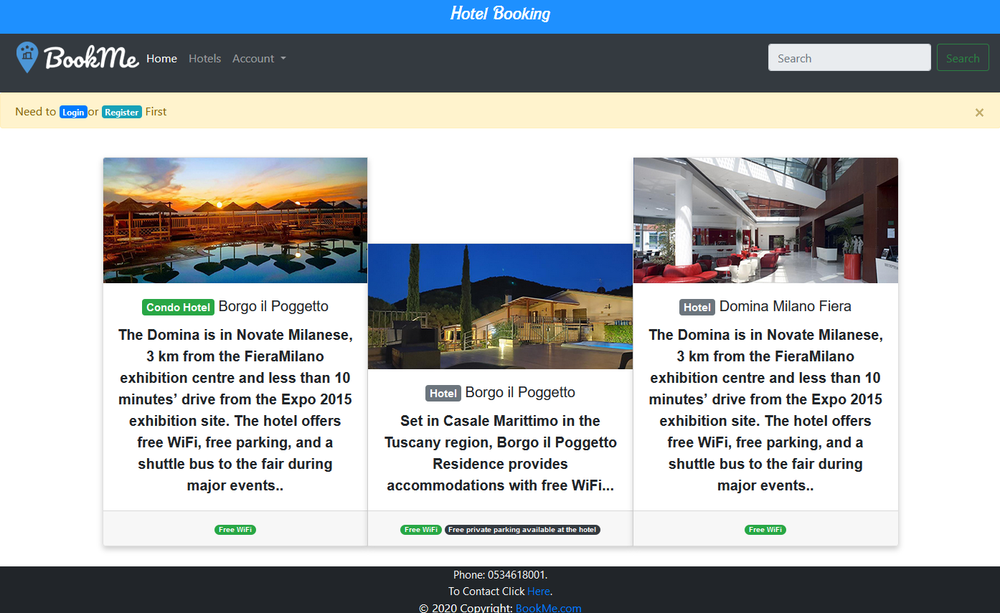 Hotel Booking
BookMe Home Hotels Account Search Search
Need to Login or Register First ×
Condo Hotel Borgo il Poggetto
The Domina is in Novate Milanese,
3 km from the FieraMilano
exhibition centre and less than 10
minutes’ drive from the Expo 2015
exhibition site. The hotel offers
free WiFi, free parking, and a
shuttle bus to the fair during
major events..
Free WiFi
Hotel Borgo il Poggetto
Set in Casale Marittimo in the
Tuscany region, Borgo il Poggetto
Residence provides
accommodations with free WiFi...
Free WiFi Free private parking available at the hotel
Hotel Domina Milano Fiera
The Domina is in Novate Milanese,
3 km from the FieraMilano
exhibition centre and less than 10
minutes’ drive from the Expo 2015
exhibition site. The hotel offers
free WiFi, free parking, and a
shuttle bus to the fair during
major events..
Free WiFi
Phone: 0534618001.
To Contact Click Here.
© 2020 Copyright: BookMe.com